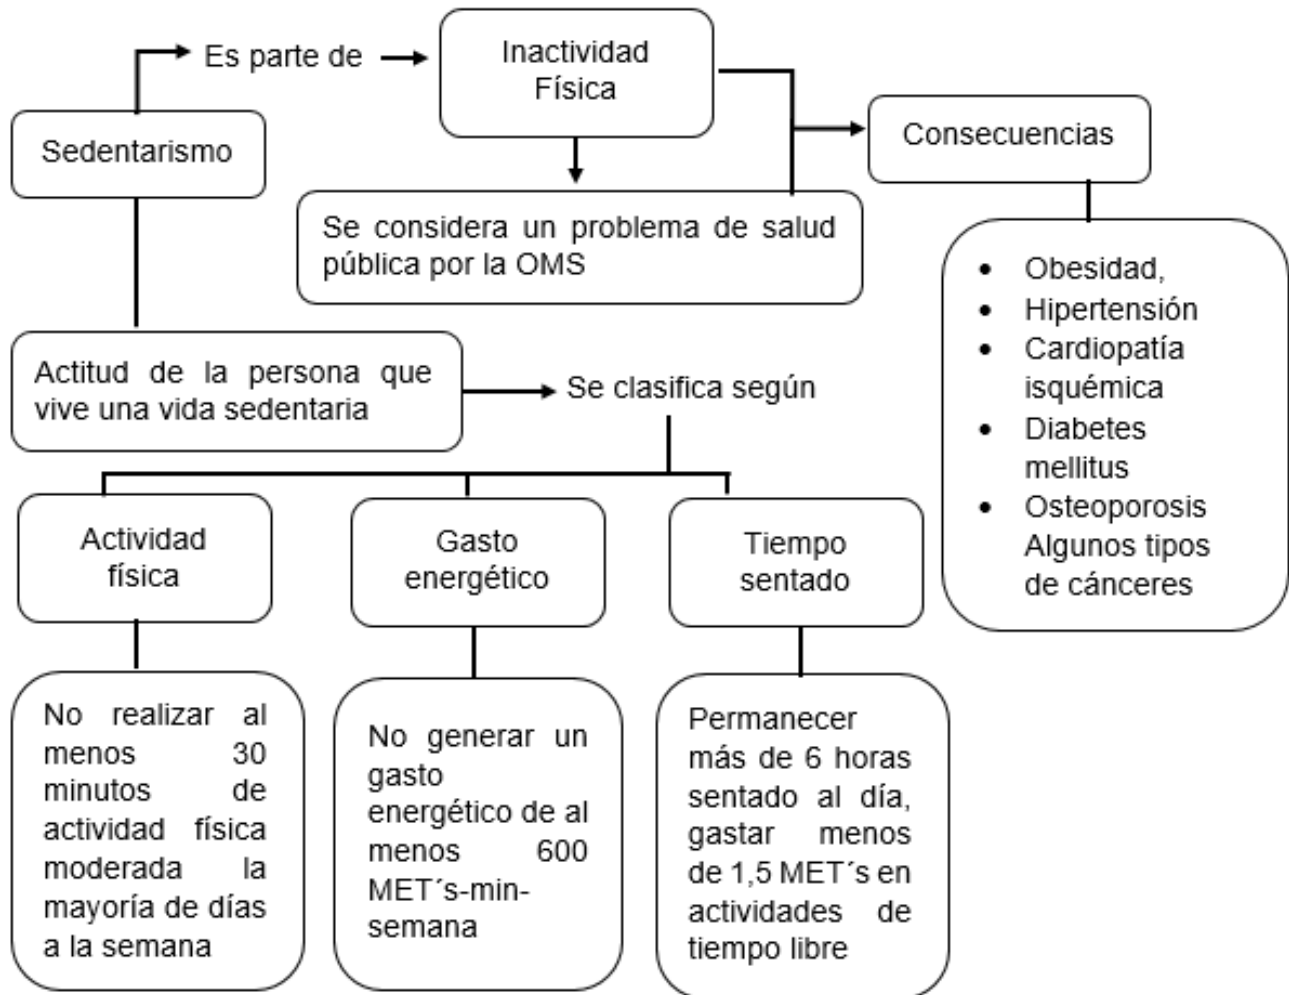 Es parte de
Inactividad
Física
Sedentarismo
Consecuencias
Se considera un problema de salud
pública por la OMS
Obesidad,
Hipertensión
Cardiopatía
isquémica
Diabetes
mellitus
Osteoporosis
Algunos tipos
de cánceres
Actitud de la persona que
vive una vida sedentaria
Se clasifica según
Actividad
física
Gasto
energético
Tiempo
sentado
No realizar al
menos 30
minutos de
actividad física
moderada la
mayoría de días
a la semana
No generar un
gasto
energético de al
menos 600
MET´s-min-
semana
Permanecer
más de 6 horas
sentado al día,
gastar menos
de 1,5 MET´s en
actividades de
tiempo libre